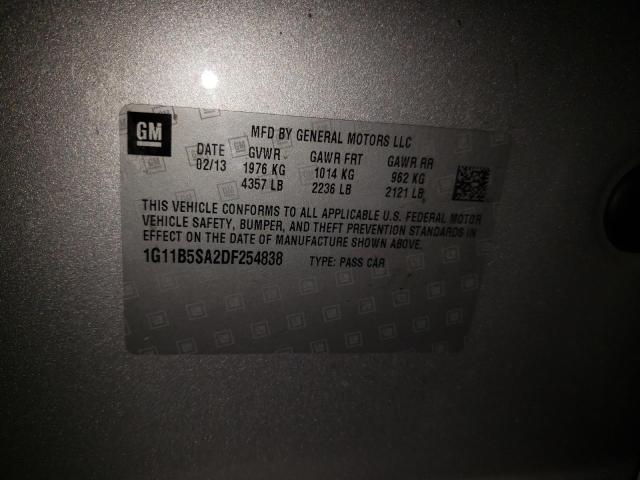 GM
MFD BY GENERAL MOTORS LLC
DATE GVWR GAWR FRT GAWR RR
02/13 1976 KG 1014 KG 962 KG
4357 LB 2236 LB 2121 LB
THIS VEHICLE CONFORMS TO ALL APPLICABLE U.S. FEDERAL MOTOR
VEHICLE SAFETY, BUMPER, AND THEFT PREVENTION STANDARDS IN
EFFECT ON THE DATE OF MANUFACTURE SHOWN ABOVE.
1G11B5SA2DF254838 TYPE: PASS CAR